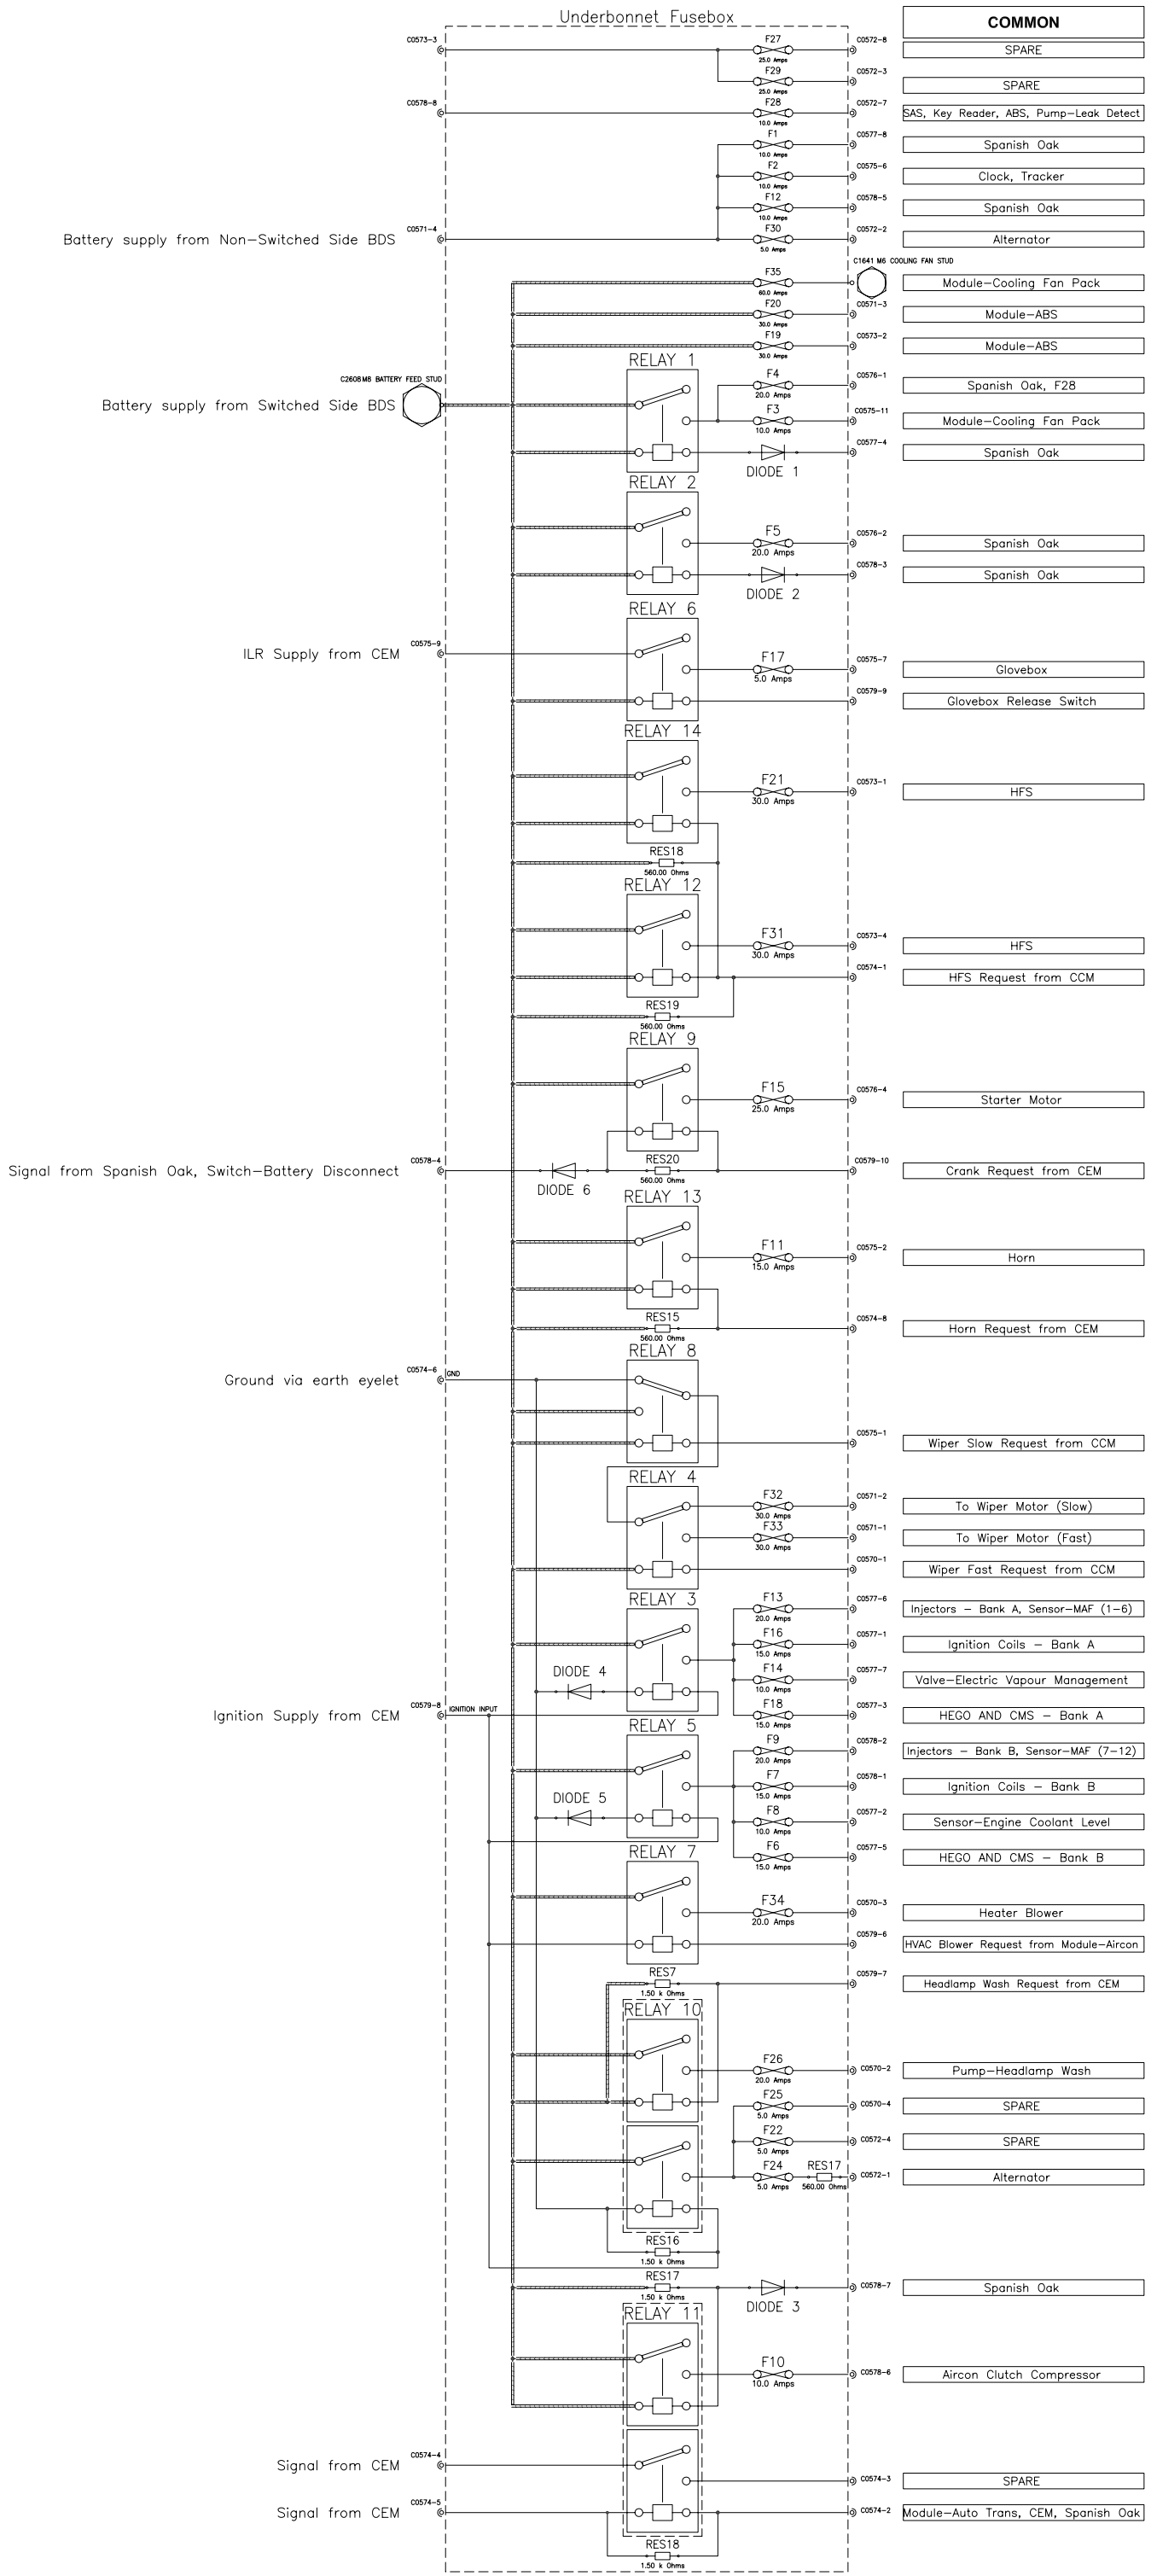 Underbonnet Fusebox
COMMON
C0573-3
F27
25.0 Amps
C0572-8
SPARE
F29
25.0 Amps
C0572-3
SPARE
C0578-8
F28
10.0 Amps
C0572-7
SAS, Key Reader, ABS, Pump-Leak Detect
F1
10.0 Amps
C0577-8
Spanish Oak
F2
10.0 Amps
C0575-6
Clock, Tracker
F12
10.0 Amps
C0578-5
Spanish Oak
Battery supply from Non-Switched Side BDS
C0571-4
F30
5.0 Amps
C0572-2
Alternator
C1641 M6 COOLING FAN STUD
F35
60.0 Amps
Module-Cooling Fan Pack
F20
30.0 Amps
C0571-3
Module-ABS
F19
30.0 Amps
C0573-2
Module-ABS
RELAY 1
C2608 M8 BATTERY FEED STUD
Battery supply from Switched Side BDS
F4
20.0 Amps
C0576-1
Spanish Oak, F28
F3
10.0 Amps
C0575-11
Module-Cooling Fan Pack
DIODE 1
C0577-4
Spanish Oak
RELAY 2
F5
20.0 Amps
C0576-2
Spanish Oak
DIODE 2
C0578-3
Spanish Oak
RELAY 6
ILR Supply from CEM
C0575-9
F17
5.0 Amps
C0575-7
Glovebox
C0579-9
Glovebox Release Switch
RELAY 14
F21
30.0 Amps
C0573-1
HFS
RES18
560.00 Ohms
RELAY 12
F31
30.0 Amps
C0573-4
HFS
C0574-1
HFS Request from CCM
RES19
560.00 Ohms
RELAY 9
F15
25.0 Amps
C0576-4
Starter Motor
Signal from Spanish Oak, Switch-Battery Disconnect
C0578-4
DIODE 6
RES20
560.00 Ohms
C0579-10
Crank Request from CEM
RELAY 13
F11
15.0 Amps
C0575-2
Horn
RES15
560.00 Ohms
C0574-8
Horn Request from CEM
RELAY 8
Ground via earth eyelet
C0574-6
GND
C0575-1
Wiper Slow Request from CCM
RELAY 4
F32
30.0 Amps
C0571-2
To Wiper Motor (Slow)
F33
30.0 Amps
C0571-1
To Wiper Motor (Fast)
C0570-1
Wiper Fast Request from CCM
RELAY 3
F13
20.0 Amps
C0577-6
Injectors - Bank A, Sensor-MAF (1-6)
F16
15.0 Amps
C0577-1
Ignition Coils - Bank A
DIODE 4
F14
10.0 Amps
C0577-7
Valve-Electric Vapour Management
Ignition Supply from CEM
C0579-8
IGNITION INPUT
F18
15.0 Amps
C0577-3
HEGO AND CMS - Bank A
RELAY 5
F9
20.0 Amps
C0578-2
Injectors - Bank B, Sensor-MAF (7-12)
F7
15.0 Amps
C0578-1
Ignition Coils - Bank B
DIODE 5
F8
10.0 Amps
C0577-2
Sensor-Engine Coolant Level
F6
15.0 Amps
C0577-5
HEGO AND CMS - Bank B
RELAY 7
F34
20.0 Amps
C0570-3
Heater Blower
C0579-6
HVAC Blower Request from Module-Aircon
RES7
1.50 k Ohms
C0579-7
Headlamp Wash Request from CEM
RELAY 10
F26
20.0 Amps
C0570-2
Pump-Headlamp Wash
F25
5.0 Amps
C0570-4
SPARE
F22
5.0 Amps
C0572-4
SPARE
F24
5.0 Amps
RES17
560.00 Ohms
C0572-1
Alternator
RES16
1.50 k Ohms
RES17
1.50 k Ohms
DIODE 3
C0578-7
Spanish Oak
RELAY 11
F10
10.0 Amps
C0578-6
Aircon Clutch Compressor
Signal from CEM
C0574-4
C0574-3
SPARE
Signal from CEM
C0574-5
C0574-2
Module-Auto Trans, CEM, Spanish Oak
RES18
1.50 k Ohms